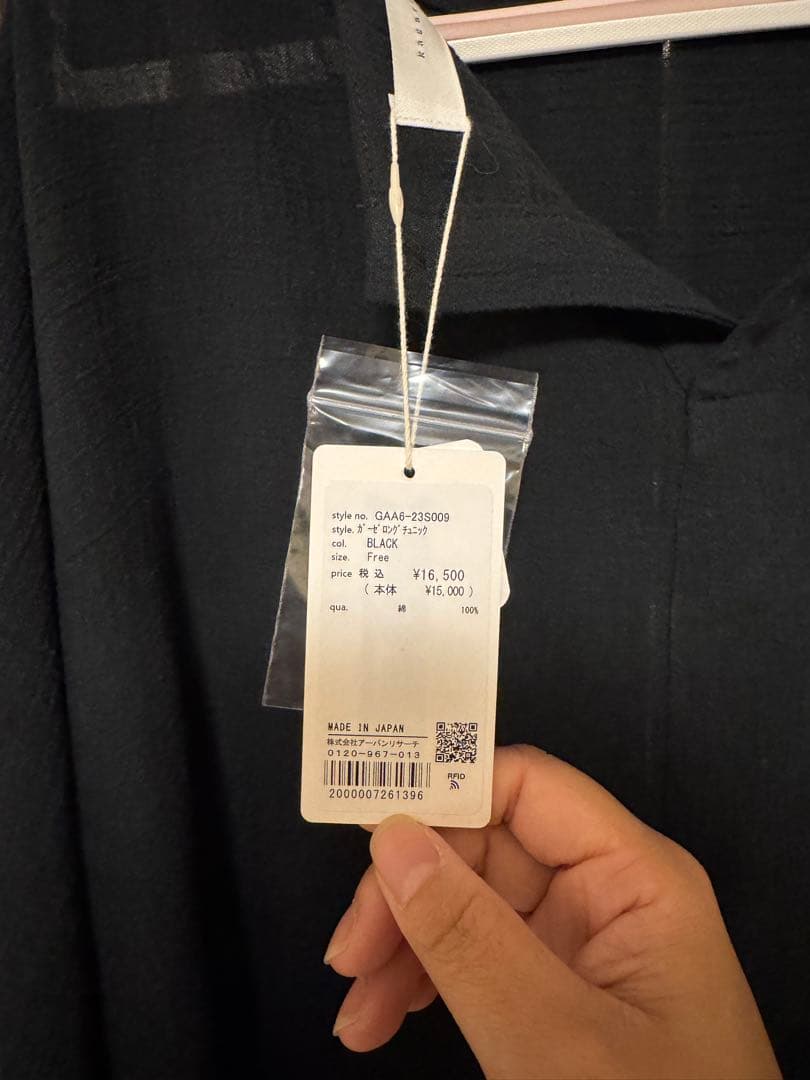 style no. GAA6-23S009
style. ｶﾞｰｾﾞﾛﾝｸﾞﾁｭﾆｯｸ
col. BLACK
size. Free
price 税 込 ¥16,500
( 本体 ¥15,000 )
qua. 綿 100%
MADE IN JAPAN
株式会社アーバンリサーチ
0120-967-013
RFID
2000007261396